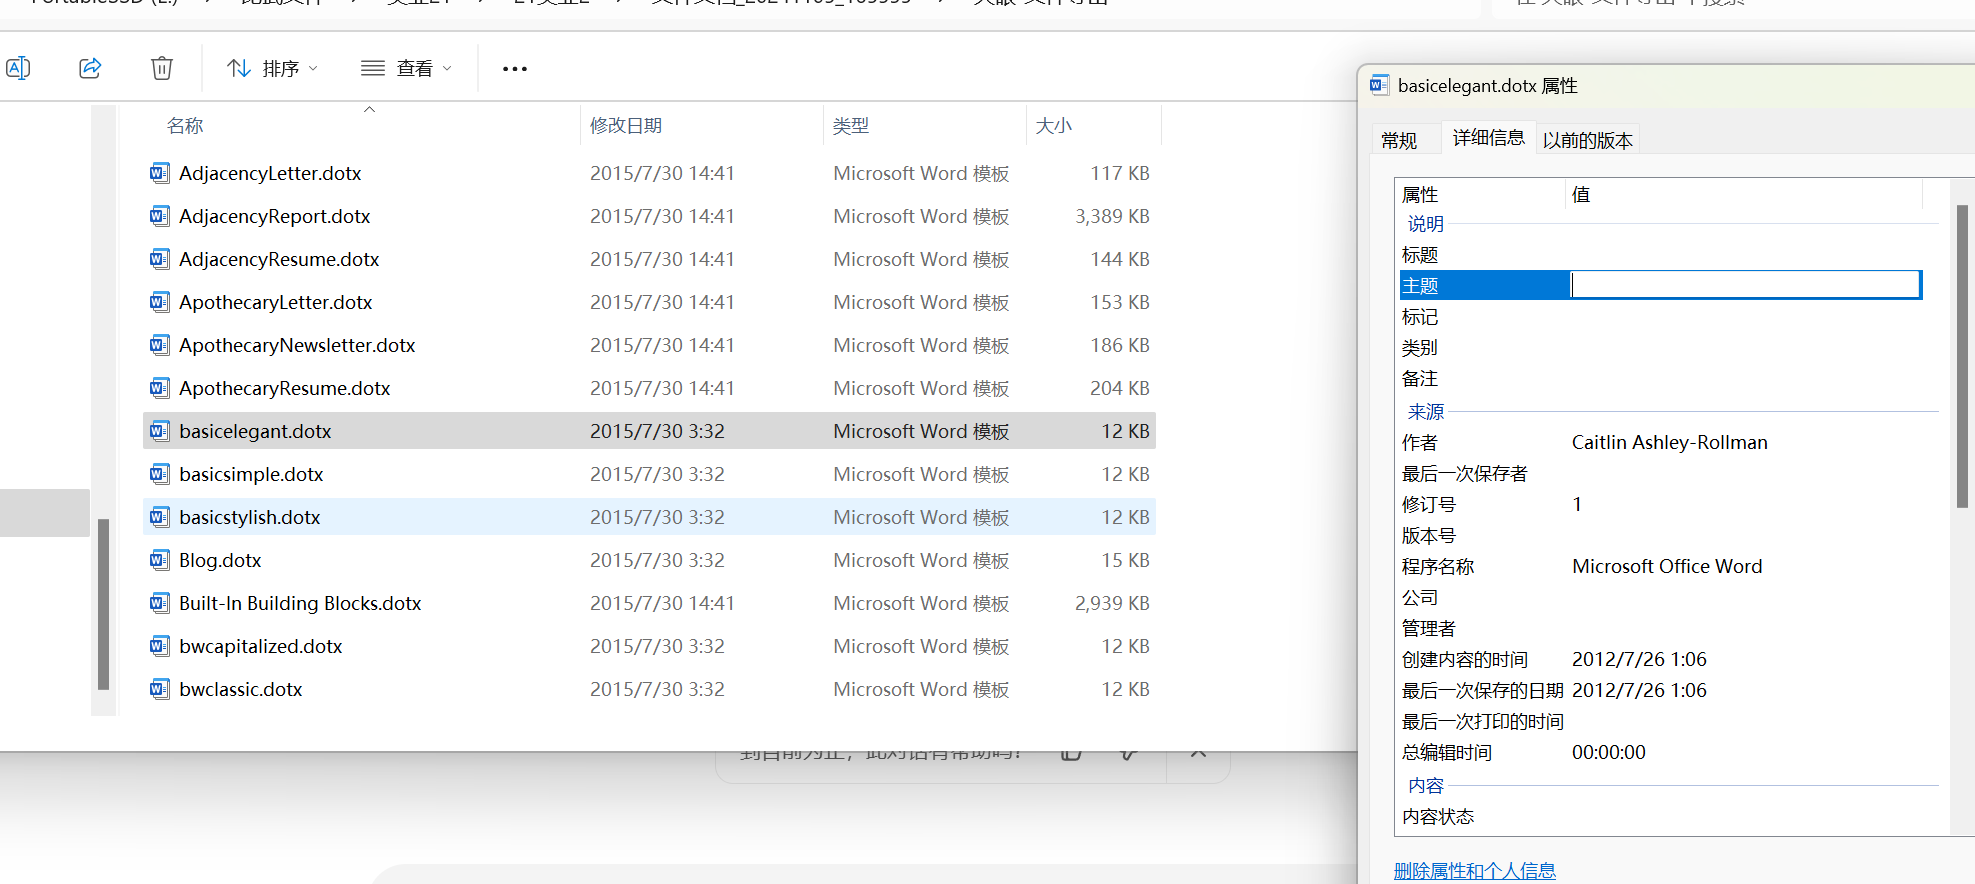 排序
查看
名称 修改日期 类型 大小
AdjacencyLetter.dotx 2015/7/30 14:41 Microsoft Word 模板 117 KB
AdjacencyReport.dotx 2015/7/30 14:41 Microsoft Word 模板 3,389 KB
AdjacencyResume.dotx 2015/7/30 14:41 Microsoft Word 模板 144 KB
ApothecaryLetter.dotx 2015/7/30 14:41 Microsoft Word 模板 153 KB
ApothecaryNewsletter.dotx 2015/7/30 14:41 Microsoft Word 模板 186 KB
ApothecaryResume.dotx 2015/7/30 14:41 Microsoft Word 模板 204 KB
basicelegant.dotx 2015/7/30 3:32 Microsoft Word 模板 12 KB
basicsimple.dotx 2015/7/30 3:32 Microsoft Word 模板 12 KB
basicstylish.dotx 2015/7/30 3:32 Microsoft Word 模板 12 KB
Blog.dotx 2015/7/30 3:32 Microsoft Word 模板 15 KB
Built-In Building Blocks.dotx 2015/7/30 14:41 Microsoft Word 模板 2,939 KB
bwcapitalized.dotx 2015/7/30 3:32 Microsoft Word 模板 12 KB
bwclassic.dotx 2015/7/30 3:32 Microsoft Word 模板 12 KB
到目前为止，此对话有帮助吗？
basicelegant.dotx 属性
常规 详细信息 以前的版本
属性 值
说明
标题
主题
标记
类别
备注
来源
作者 Caitlin Ashley-Rollman
最后一次保存者
修订号 1
版本号
程序名称 Microsoft Office Word
公司
管理者
创建内容的时间 2012/7/26 1:06
最后一次保存的日期 2012/7/26 1:06
最后一次打印的时间
总编辑时间 00:00:00
内容
内容状态
删除属性和个人信息